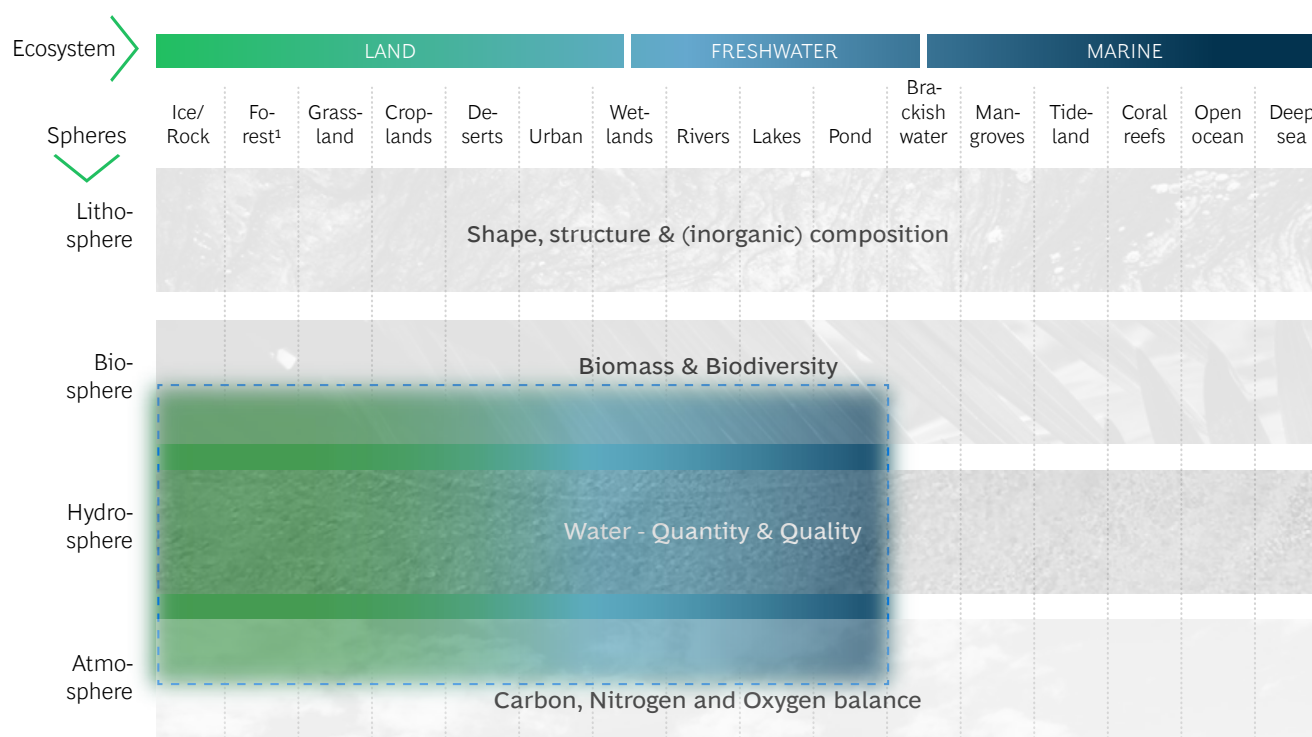 Ecosystem
LAND
FRESHWATER
MARINE
Spheres
Ice/
Rock
Fo-
rest¹
Grass-
land
Crop-
lands
De-
serts
Urban
Wet-
lands
Rivers
Lakes
Pond
Bra-
ckish
water
Man-
groves
Tide-
land
Coral
reefs
Open
ocean
Deep
sea
Litho-
sphere
Shape, structure & (inorganic) composition
Bio-
sphere
Biomass & Biodiversity
Hydro-
sphere
Water - Quantity & Quality
Atmo-
sphere
Carbon, Nitrogen and Oxygen balance